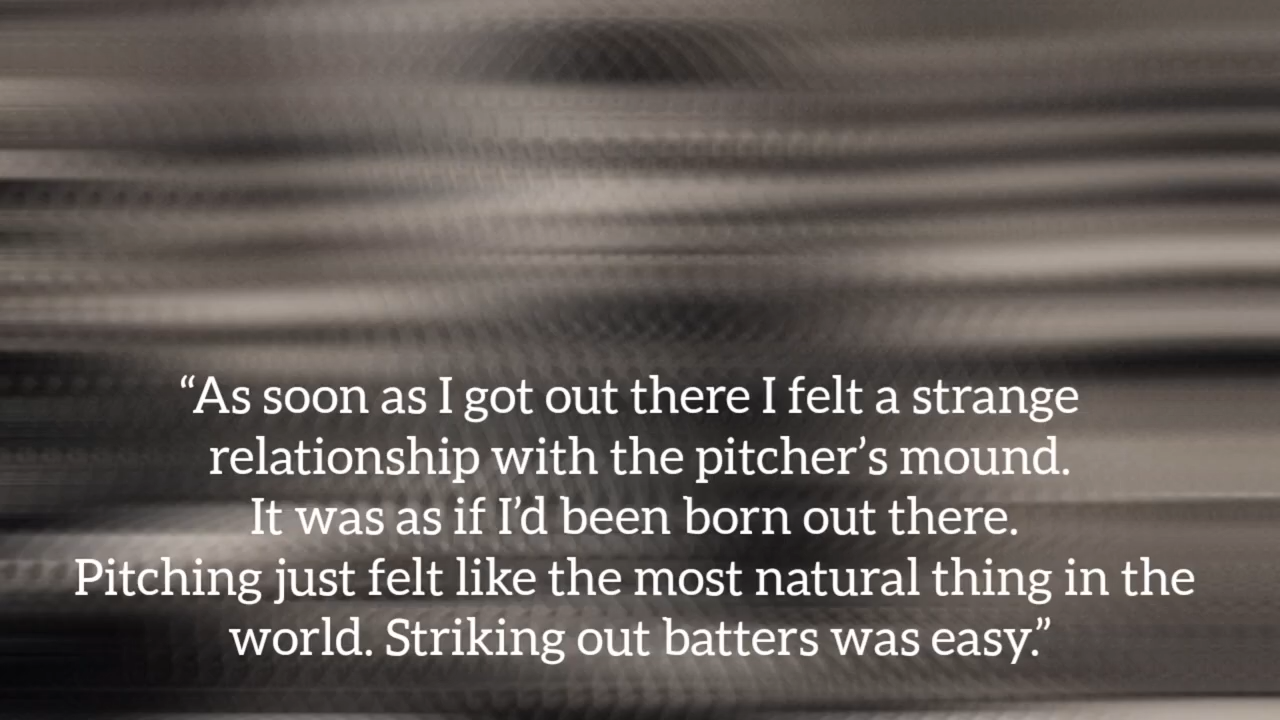 “As soon as I got out there I felt a strange
relationship with the pitcher’s mound.
It was as if I’d been born out there.
Pitching just felt like the most natural thing in the
world. Striking out batters was easy.”